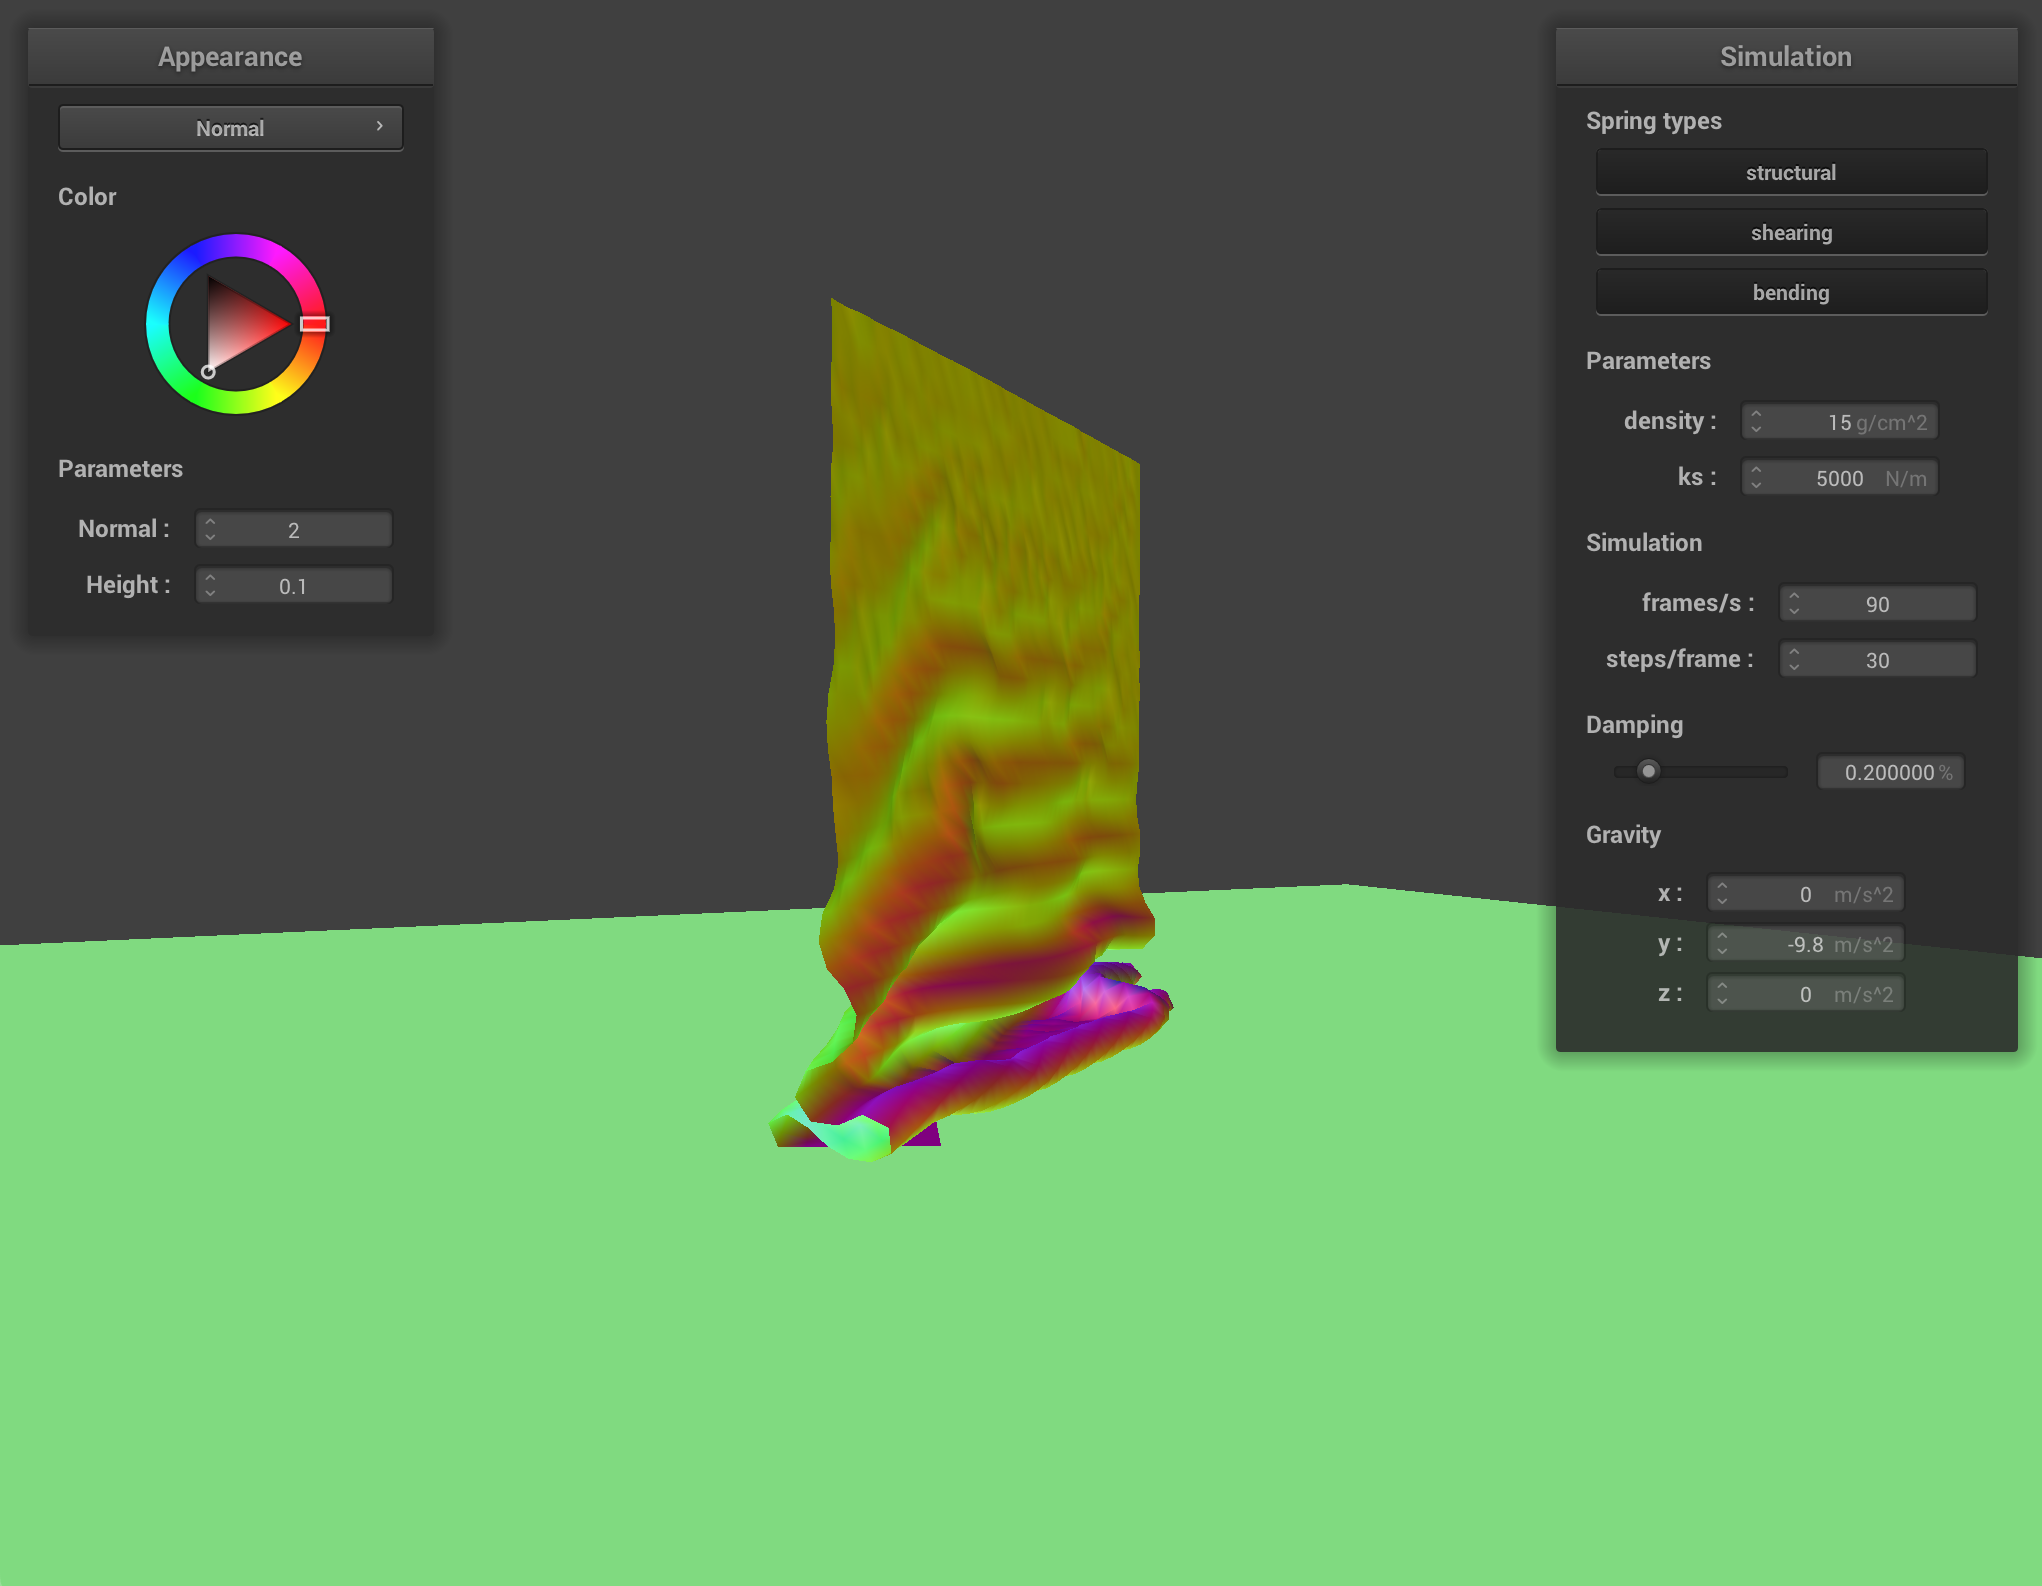 Appearance
Normal
Color
Parameters
Normal : 2
Height : 0.1
Simulation
Spring types
structural
shearing
bending
Parameters
density : 15 g/cm^2
ks : 5000 N/m
Simulation
frames/s : 90
steps/frame : 30
Damping
0.200000 %
Gravity
x : 0 m/s^2
y : -9.8 m/s^2
z : 0 m/s^2